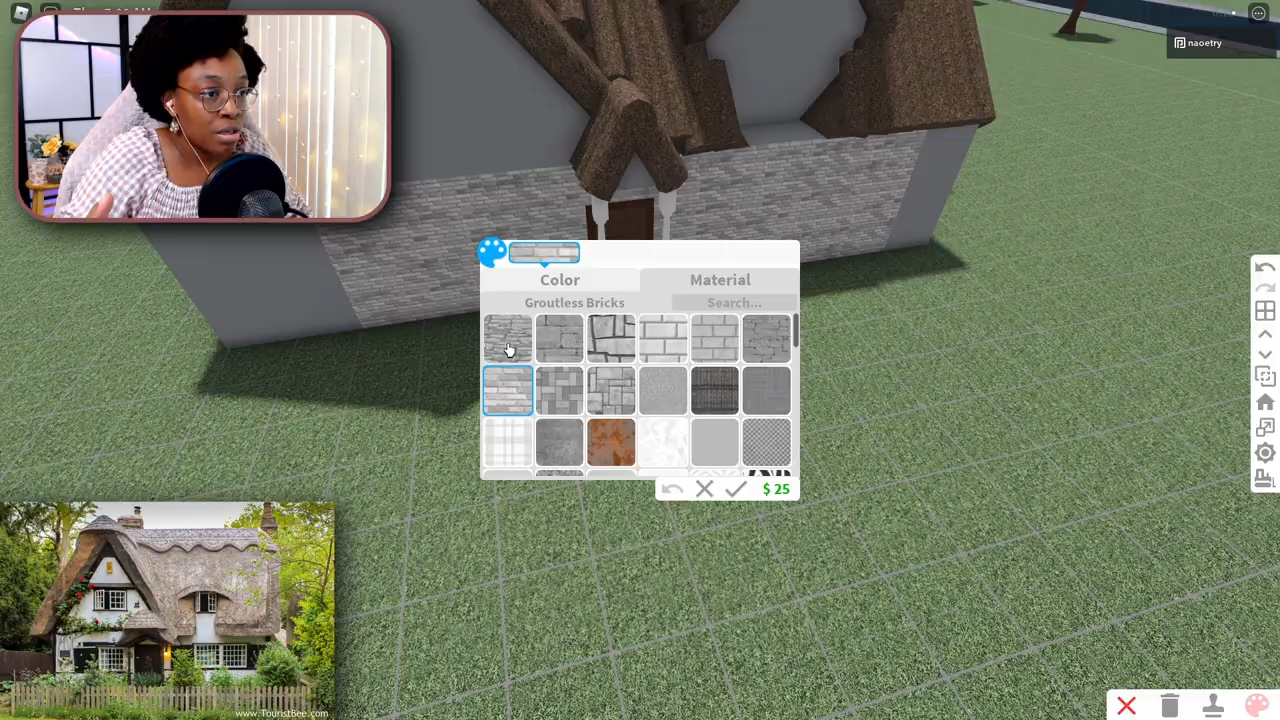 naoetry
Color
Material
Groutless Bricks
Search...
$ 25
www.TouristBee.com